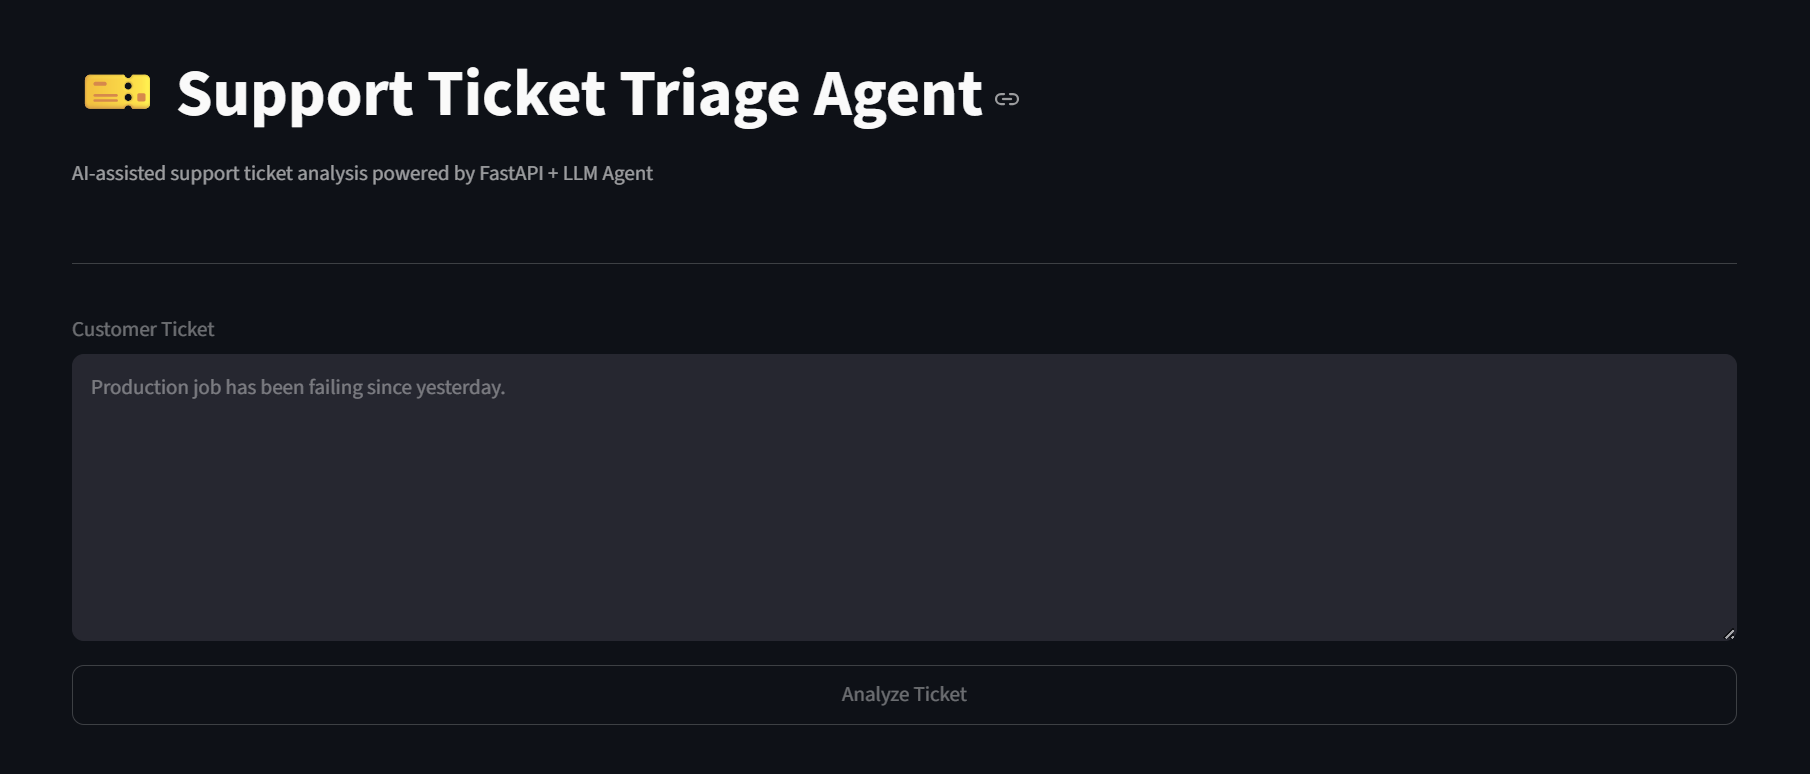 Support Ticket Triage Agent
AI-assisted support ticket analysis powered by FastAPI + LLM Agent
Customer Ticket
Production job has been failing since yesterday.
Analyze Ticket